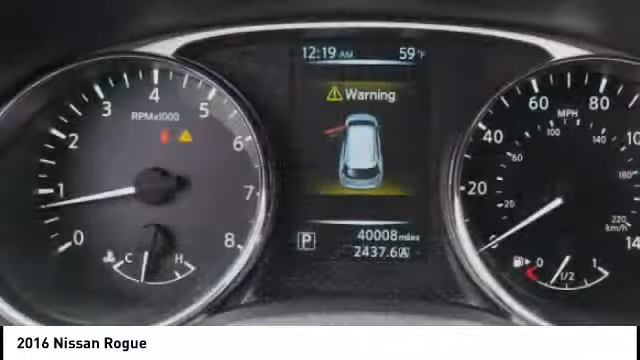 12:19 AM 59°F
Warning
RPMx1000
0 1 2 3 4 5 6 7 8
C H
P
40008 miles
2437.6 A
MPH
20 40 60 80
20 60 100 140 180 220
km/h
0 1/2 1
2016 Nissan Rogue